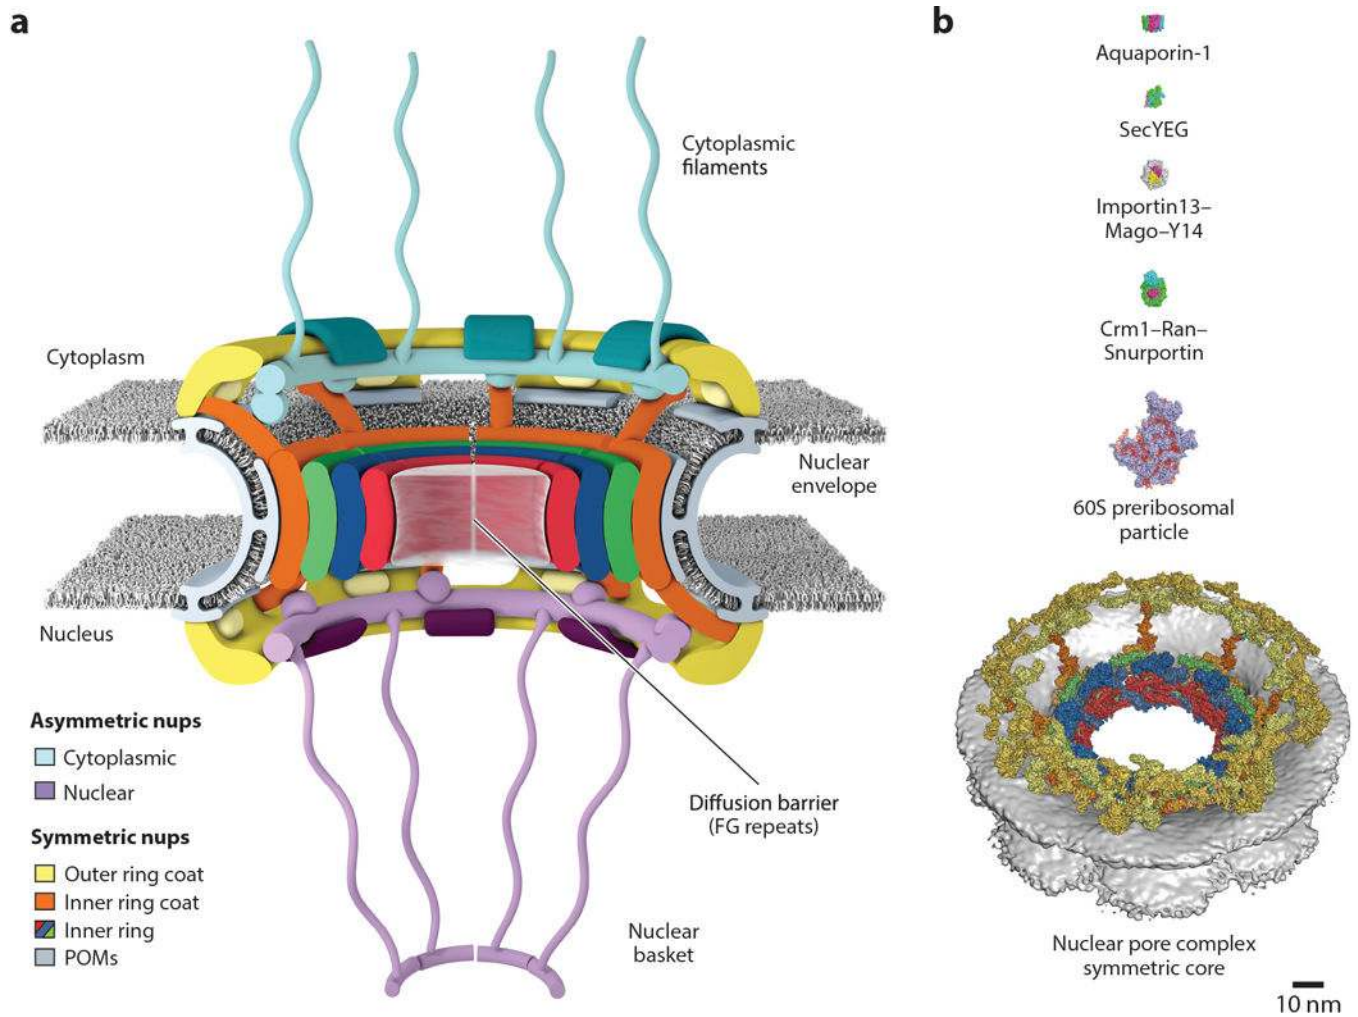 a
Cytoplasmic
filaments
Cytoplasm
Nuclear
envelope
Nucleus
Asymmetric nups
Cytoplasmic
Nuclear
Symmetric nups
Outer ring coat
Inner ring coat
Inner ring
POMs
Diffusion barrier
(FG repeats)
Nuclear
basket
b
Aquaporin-1
SecYEG
Importin13–
Mago–Y14
Crm1–Ran–
Snurportin
60S preribosomal
particle
Nuclear pore complex
symmetric core
10 nm